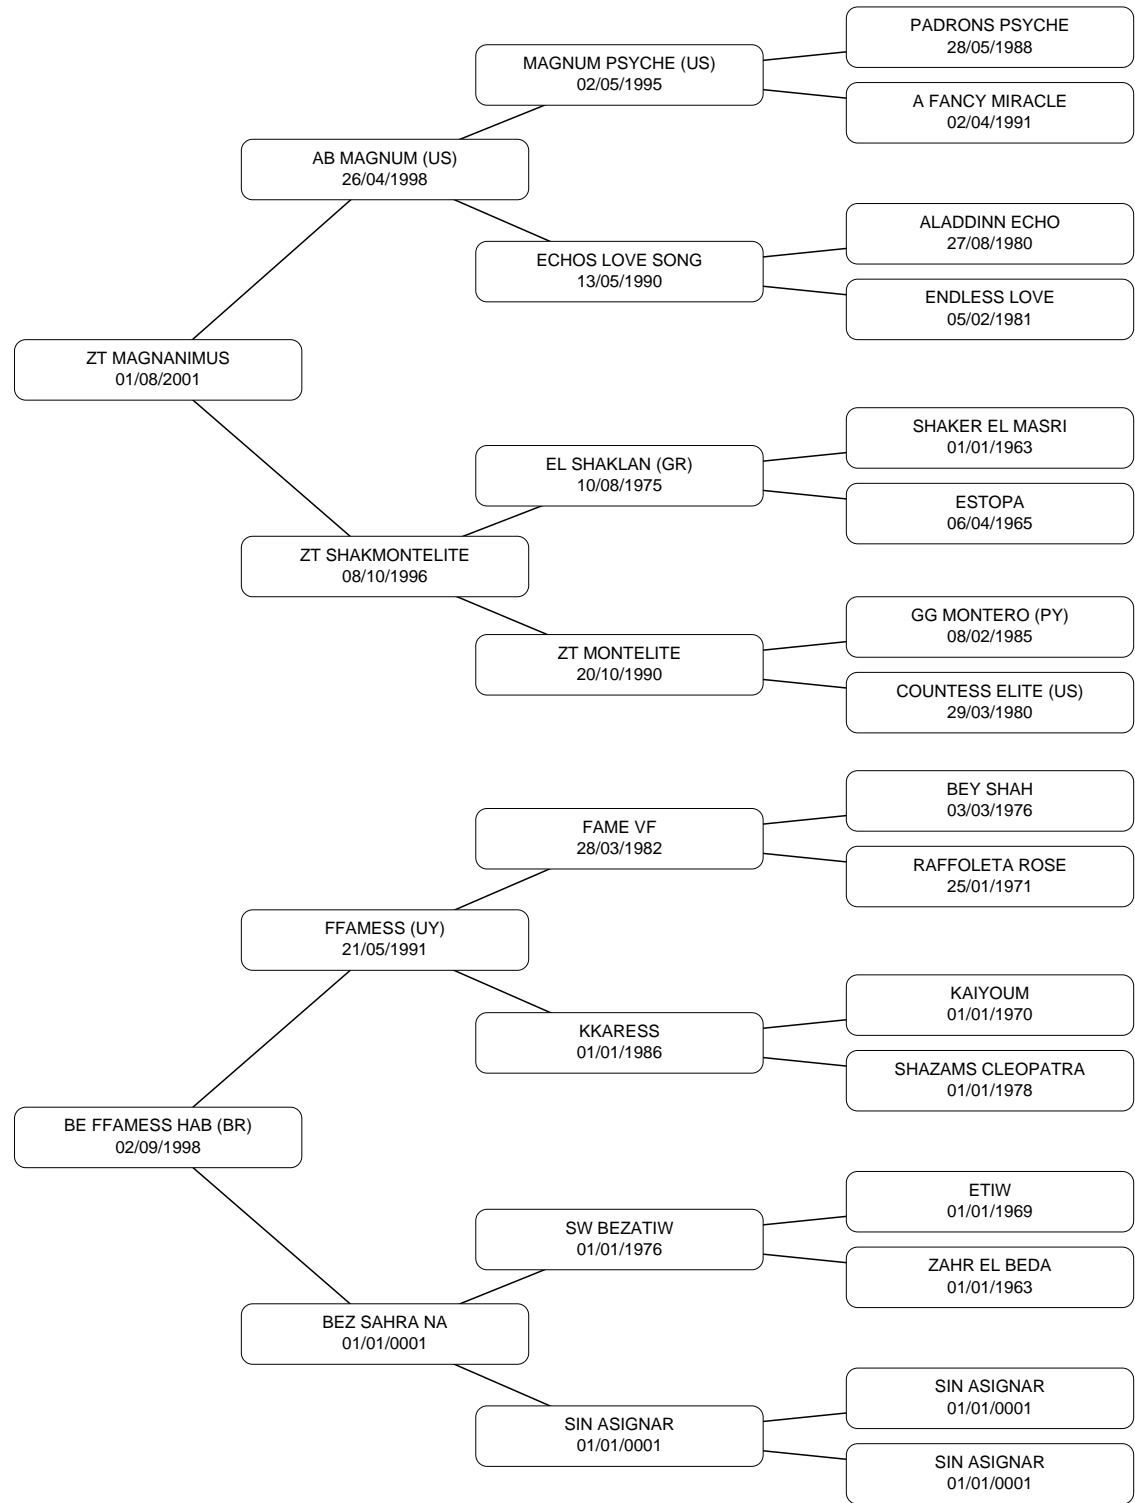 PADRONS PSYCHE
28/05/1988
MAGNUM PSYCHE (US)
02/05/1995
A FANCY MIRACLE
02/04/1991
AB MAGNUM (US)
26/04/1998
ALADDINN ECHO
27/08/1980
ECHOS LOVE SONG
13/05/1990
ENDLESS LOVE
05/02/1981
ZT MAGNANIMUS
01/08/2001
SHAKER EL MASRI
01/01/1963
EL SHAKLAN (GR)
10/08/1975
ESTOPA
06/04/1965
ZT SHAKMONTELITE
08/10/1996
GG MONTERO (PY)
08/02/1985
ZT MONTELITE
20/10/1990
COUNTESS ELITE (US)
29/03/1980
BEY SHAH
03/03/1976
FAME VF
28/03/1982
RAFFOLETA ROSE
25/01/1971
FFAMESS (UY)
21/05/1991
KAIYOUM
01/01/1970
KKARESS
01/01/1986
SHAZAMS CLEOPATRA
01/01/1978
BE FFAMESS HAB (BR)
02/09/1998
ETIW
01/01/1969
SW BEZATIW
01/01/1976
ZAHR EL BEDA
01/01/1963
BEZ SAHRA NA
01/01/0001
SIN ASIGNAR
01/01/0001
SIN ASIGNAR
01/01/0001
SIN ASIGNAR
01/01/0001